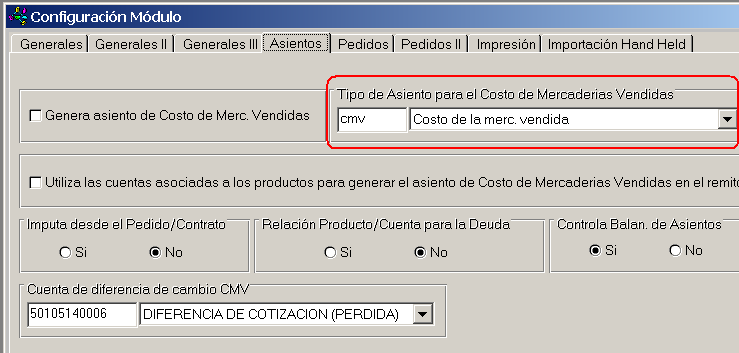 Configuración Módulo
Generales Generales II Generales III Asientos Pedidos Pedidos II Impresión Importación Hand Held
Tipo de Asiento para el Costo de Mercaderias Vendidas
Genera asiento de Costo de Merc. Vendidas
cmv Costo de la merc. vendida
Utiliza las cuentas asociadas a los productos para generar el asiento de Costo de Mercaderias Vendidas en el remito
Imputa desde el Pedido/Contrato Relación Producto/Cuenta para la Deuda Controla Balan. de Asientos
Si No Si No Si No
Cuenta de diferencia de cambio CMV
50105140006 DIFERENCIA DE COTIZACION (PERDIDA)